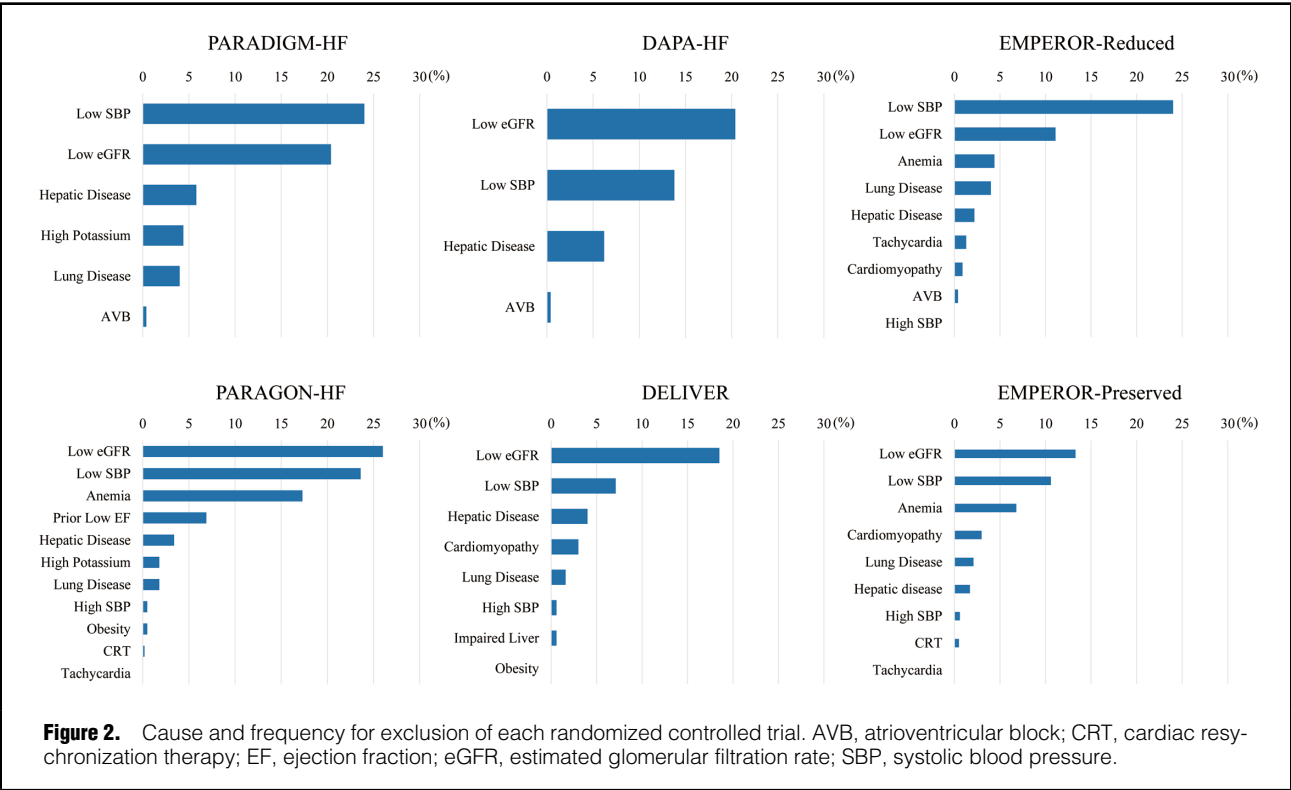 PARADIGM-HF
0 5 10 15 20 25 30(%)
Low SBP
Low eGFR
Hepatic Disease
High Potassium
Lung Disease
AVB
DAPA-HF
0 5 10 15 20 25 30(%)
Low eGFR
Low SBP
Hepatic Disease
AVB
EMPEROR-Reduced
0 5 10 15 20 25 30(%)
Low SBP
Low eGFR
Anemia
Lung Disease
Hepatic Disease
Tachycardia
Cardiomyopathy
AVB
High SBP
PARAGON-HF
0 5 10 15 20 25 30(%)
Low eGFR
Low SBP
Anemia
Prior Low EF
Hepatic Disease
High Potassium
Lung Disease
High SBP
Obesity
CRT
Tachycardia
DELIVER
0 5 10 15 20 25 30(%)
Low eGFR
Low SBP
Hepatic Disease
Cardiomyopathy
Lung Disease
High SBP
Impaired Liver
Obesity
EMPEROR-Preserved
0 5 10 15 20 25 30(%)
Low eGFR
Low SBP
Anemia
Cardiomyopathy
Lung Disease
Hepatic disease
High SBP
CRT
Tachycardia
Figure 2. Cause and frequency for exclusion of each randomized controlled trial. AVB, atrioventricular block; CRT, cardiac resy-
chronization therapy; EF, ejection fraction; eGFR, estimated glomerular filtration rate; SBP, systolic blood pressure.